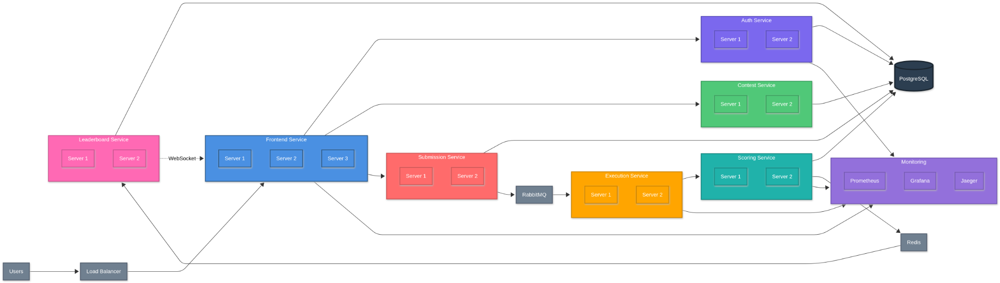 Auth Service
Server 1
Server 2
PostgreSQL
Contest Service
Server 1
Server 2
Leaderboard Service
Server 1
Server 2
WebSocket
Frontend Service
Server 1
Server 2
Server 3
Submission Service
Server 1
Server 2
RabbitMQ
Execution Service
Server 1
Server 2
Scoring Service
Server 1
Server 2
Monitoring
Prometheus
Grafana
Jaeger
Redis
Users
Load Balancer